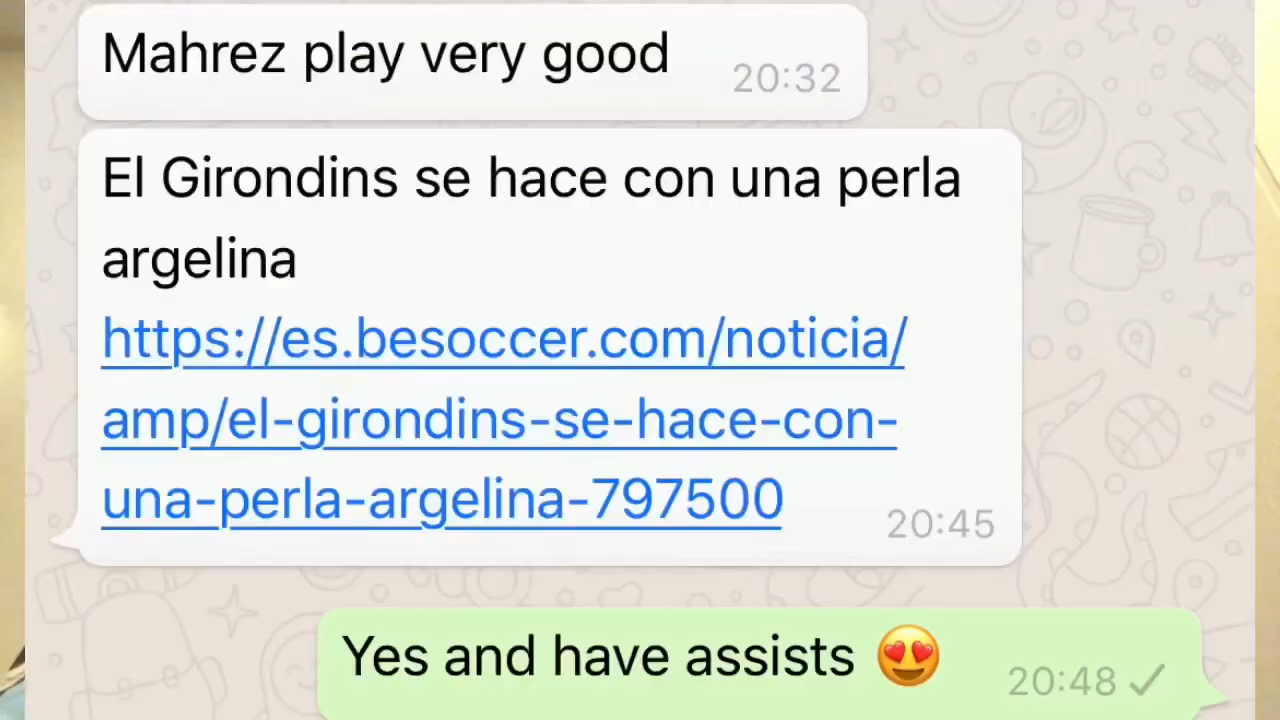 Mahrez play very good
20:32
El Girondins se hace con una perla
argelina
https://es.besoccer.com/noticia/
amp/el-girondins-se-hace-con-
una-perla-argelina-797500
20:45
Yes and have assists 😍
20:48